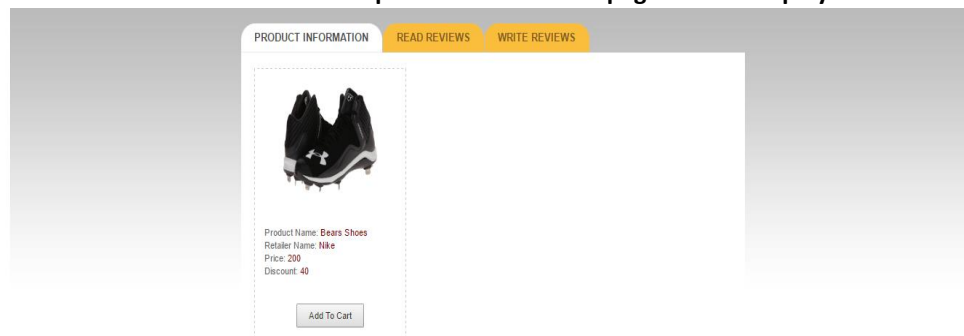 PRODUCT INFORMATION READ REVIEWS WRITE REVIEWS
Product Name: Bears Shoes
Retailer Name: Nike
Price: 200
Discount: 40
Add To Cart